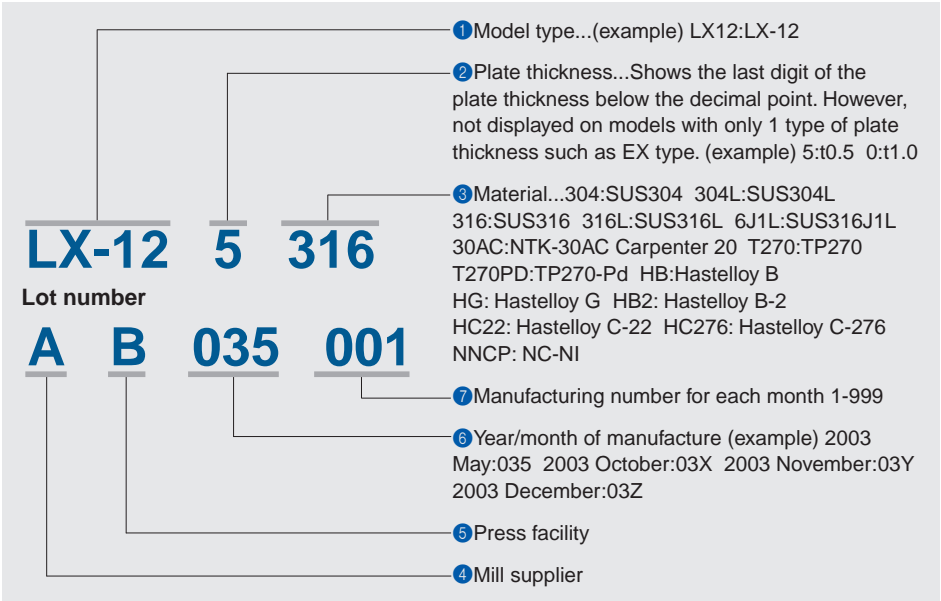 ❶Model type...(example) LX12:LX-12
❷Plate thickness...Shows the last digit of the
plate thickness below the decimal point. However,
not displayed on models with only 1 type of plate
thickness such as EX type. (example) 5:t0.5 0:t1.0
❸Material...304:SUS304 304L:SUS304L
316:SUS316 316L:SUS316L 6J1L:SUS316J1L
30AC:NTK-30AC Carpenter 20 T270:TP270
T270PD:TP270-Pd HB:Hastelloy B
HG: Hastelloy G HB2: Hastelloy B-2
HC22: Hastelloy C-22 HC276: Hastelloy C-276
NNCP: NC-NI
LX-12 5 316
Lot number
A B 035 001
❼Manufacturing number for each month 1-999
❻Year/month of manufacture (example) 2003
May:035 2003 October:03X 2003 November:03Y
2003 December:03Z
❺Press facility
❹Mill supplier